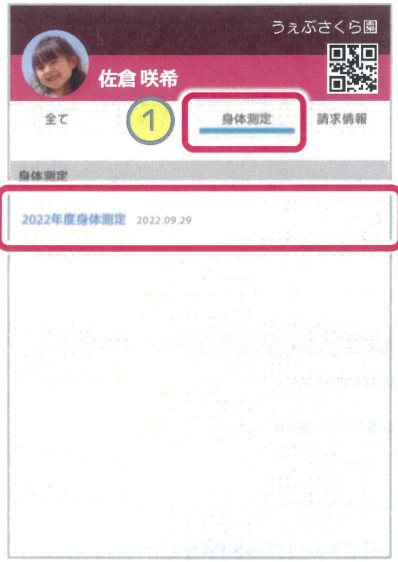 うぇぶさくら園
佐倉 咲希
全て
1
身体測定
請求情報
身体測定
2022年度身体測定 2022.09.29